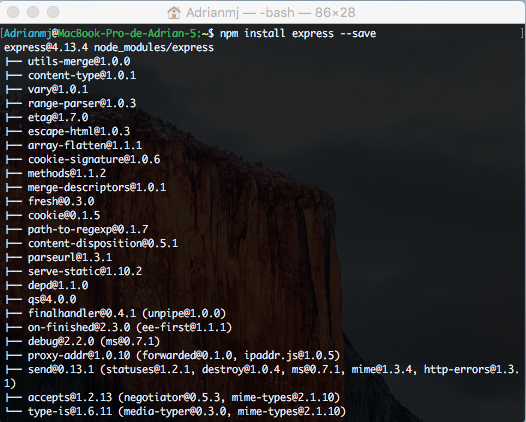 Adrianmj — -bash — 86×28
[Adrianmj@MacBook-Pro-de-Adrian-5:~$ npm install express --save ]
express@4.13.4 node_modules/express
├── utils-merge@1.0.0
├── content-type@1.0.1
├── vary@1.0.1
├── range-parser@1.0.3
├── etag@1.7.0
├── escape-html@1.0.3
├── array-flatten@1.1.1
├── cookie-signature@1.0.6
├── methods@1.1.2
├── merge-descriptors@1.0.1
├── fresh@0.3.0
├── cookie@0.1.5
├── path-to-regexp@0.1.7
├── content-disposition@0.5.1
├── parseurl@1.3.1
├── serve-static@1.10.2
├── depd@1.1.0
├── qs@4.0.0
├── finalhandler@0.4.1 (unpipe@1.0.0)
├── on-finished@2.3.0 (ee-first@1.1.1)
├── debug@2.2.0 (ms@0.7.1)
├── proxy-addr@1.0.10 (forwarded@0.1.0, ipaddr.js@1.0.5)
├── send@0.13.1 (statuses@1.2.1, destroy@1.0.4, ms@0.7.1, mime@1.3.4, http-errors@1.3.
1)
├── accepts@1.2.13 (negotiator@0.5.3, mime-types@2.1.10)
└── type-is@1.6.11 (media-typer@0.3.0, mime-types@2.1.10)